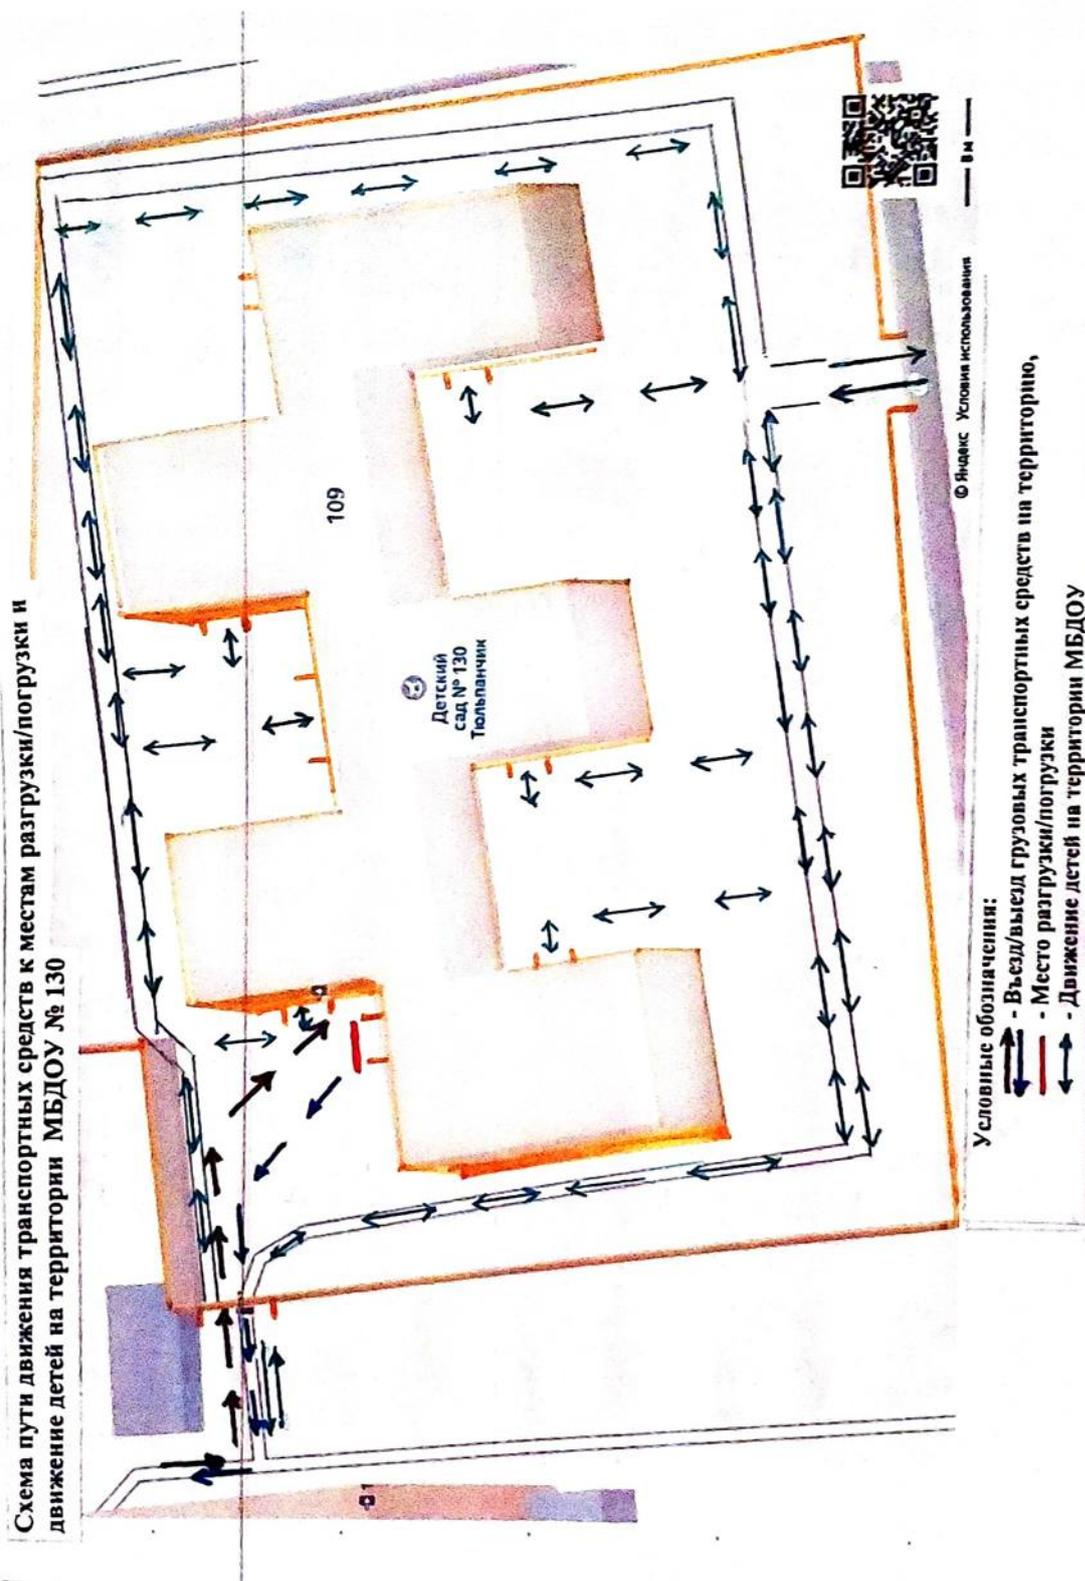 Схема пути движения транспортных средств к местам разгрузки/погрузки и
движение детей на территории МБДОУ № 130
109
Детский
сад № 130
Тюльпанчик
© Яндекс Условия использования
8 м
Условные обозначения:
- Въезд/выезд грузовых транспортных средств на территорию,
- Место разгрузки/погрузки
- Движение детей на территории МБДОУ